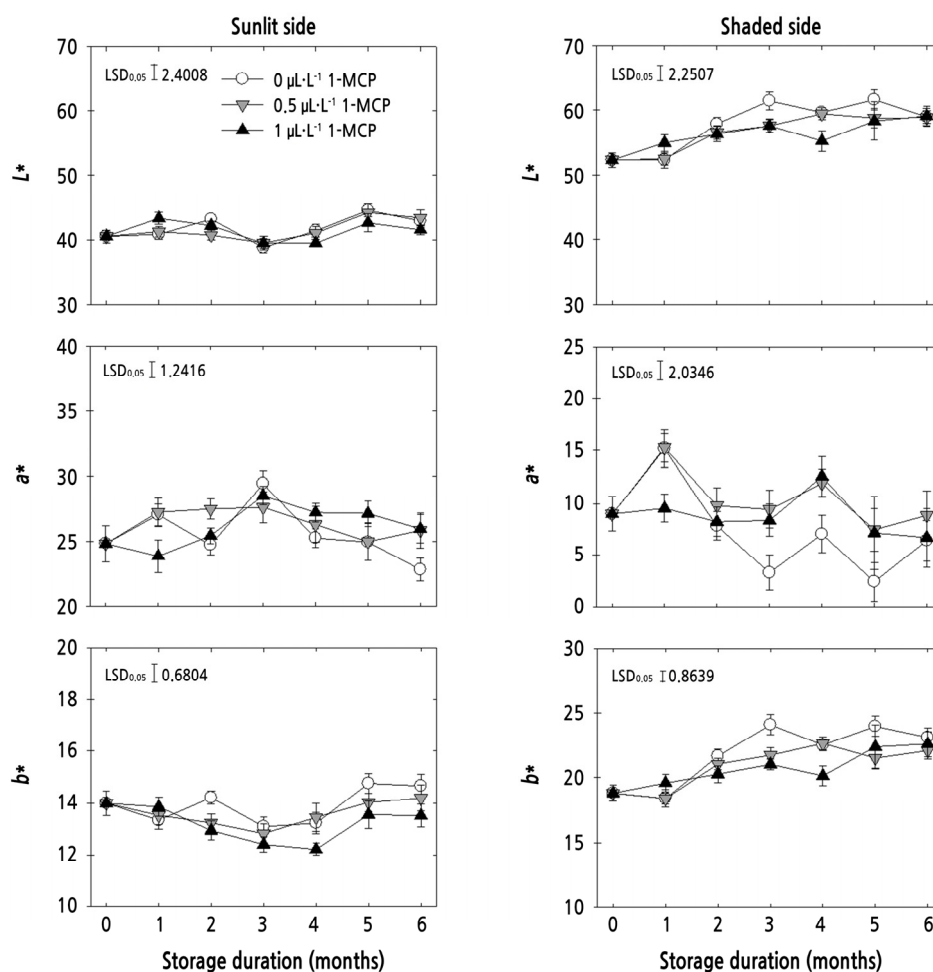 Sunlit side
70
60
50
40
30
L*
LSD0.05 2.4008
0 μL·L⁻¹ 1-MCP
0.5 μL·L⁻¹ 1-MCP
1 μL·L⁻¹ 1-MCP
Shaded side
70
60
50
40
30
L*
LSD0.05 2.2507
40
35
30
25
20
a*
LSD0.05 1.2416
25
20
15
10
5
0
a*
LSD0.05 2.0346
20
18
16
14
12
10
b*
LSD0.05 0.6804
0 1 2 3 4 5 6
Storage duration (months)
30
25
20
15
10
b*
LSD0.05 0.8639
0 1 2 3 4 5 6
Storage duration (months)